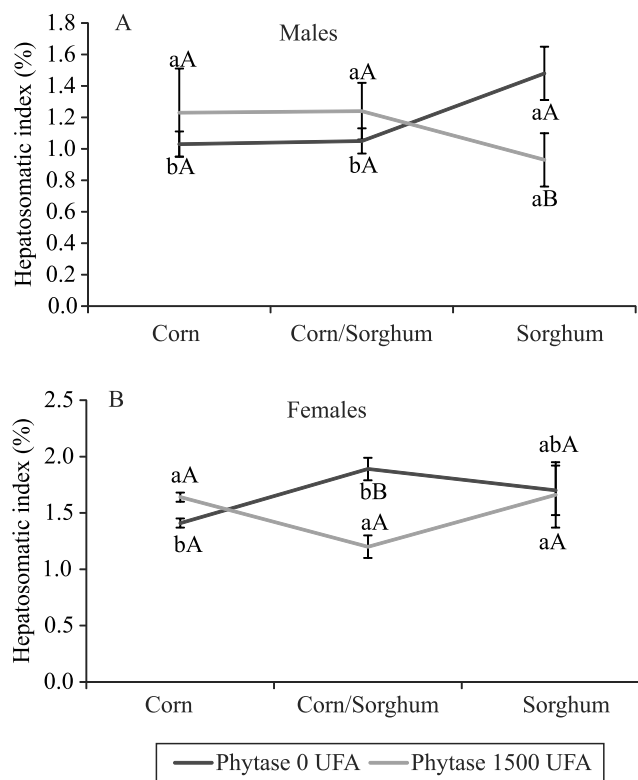 A
Males
Hepatosomatic index (%)
1.8
1.6
1.4
1.2
1.0
0.8
0.6
0.4
0.2
0.0
aA
aA
aA
bA
bA
aB
Corn
Corn/Sorghum
Sorghum
B
Females
Hepatosomatic index (%)
2.5
2.0
1.5
1.0
0.5
0.0
aA
bB
abA
bA
aA
aA
Corn
Corn/Sorghum
Sorghum
Phytase 0 UFA
Phytase 1500 UFA